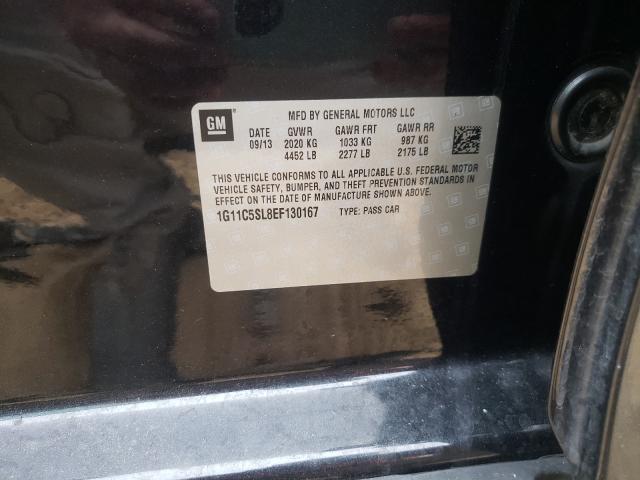 GM
MFD BY GENERAL MOTORS LLC
DATE GVWR GAWR FRT GAWR RR
09/13 2020 KG 1033 KG 987 KG
4452 LB 2277 LB 2175 LB
THIS VEHICLE CONFORMS TO ALL APPLICABLE U.S. FEDERAL MOTOR
VEHICLE SAFETY, BUMPER, AND THEFT PREVENTION STANDARDS IN
EFFECT ON THE DATE OF MANUFACTURE SHOWN ABOVE.
1G11C5SL8EF130167 TYPE: PASS CAR